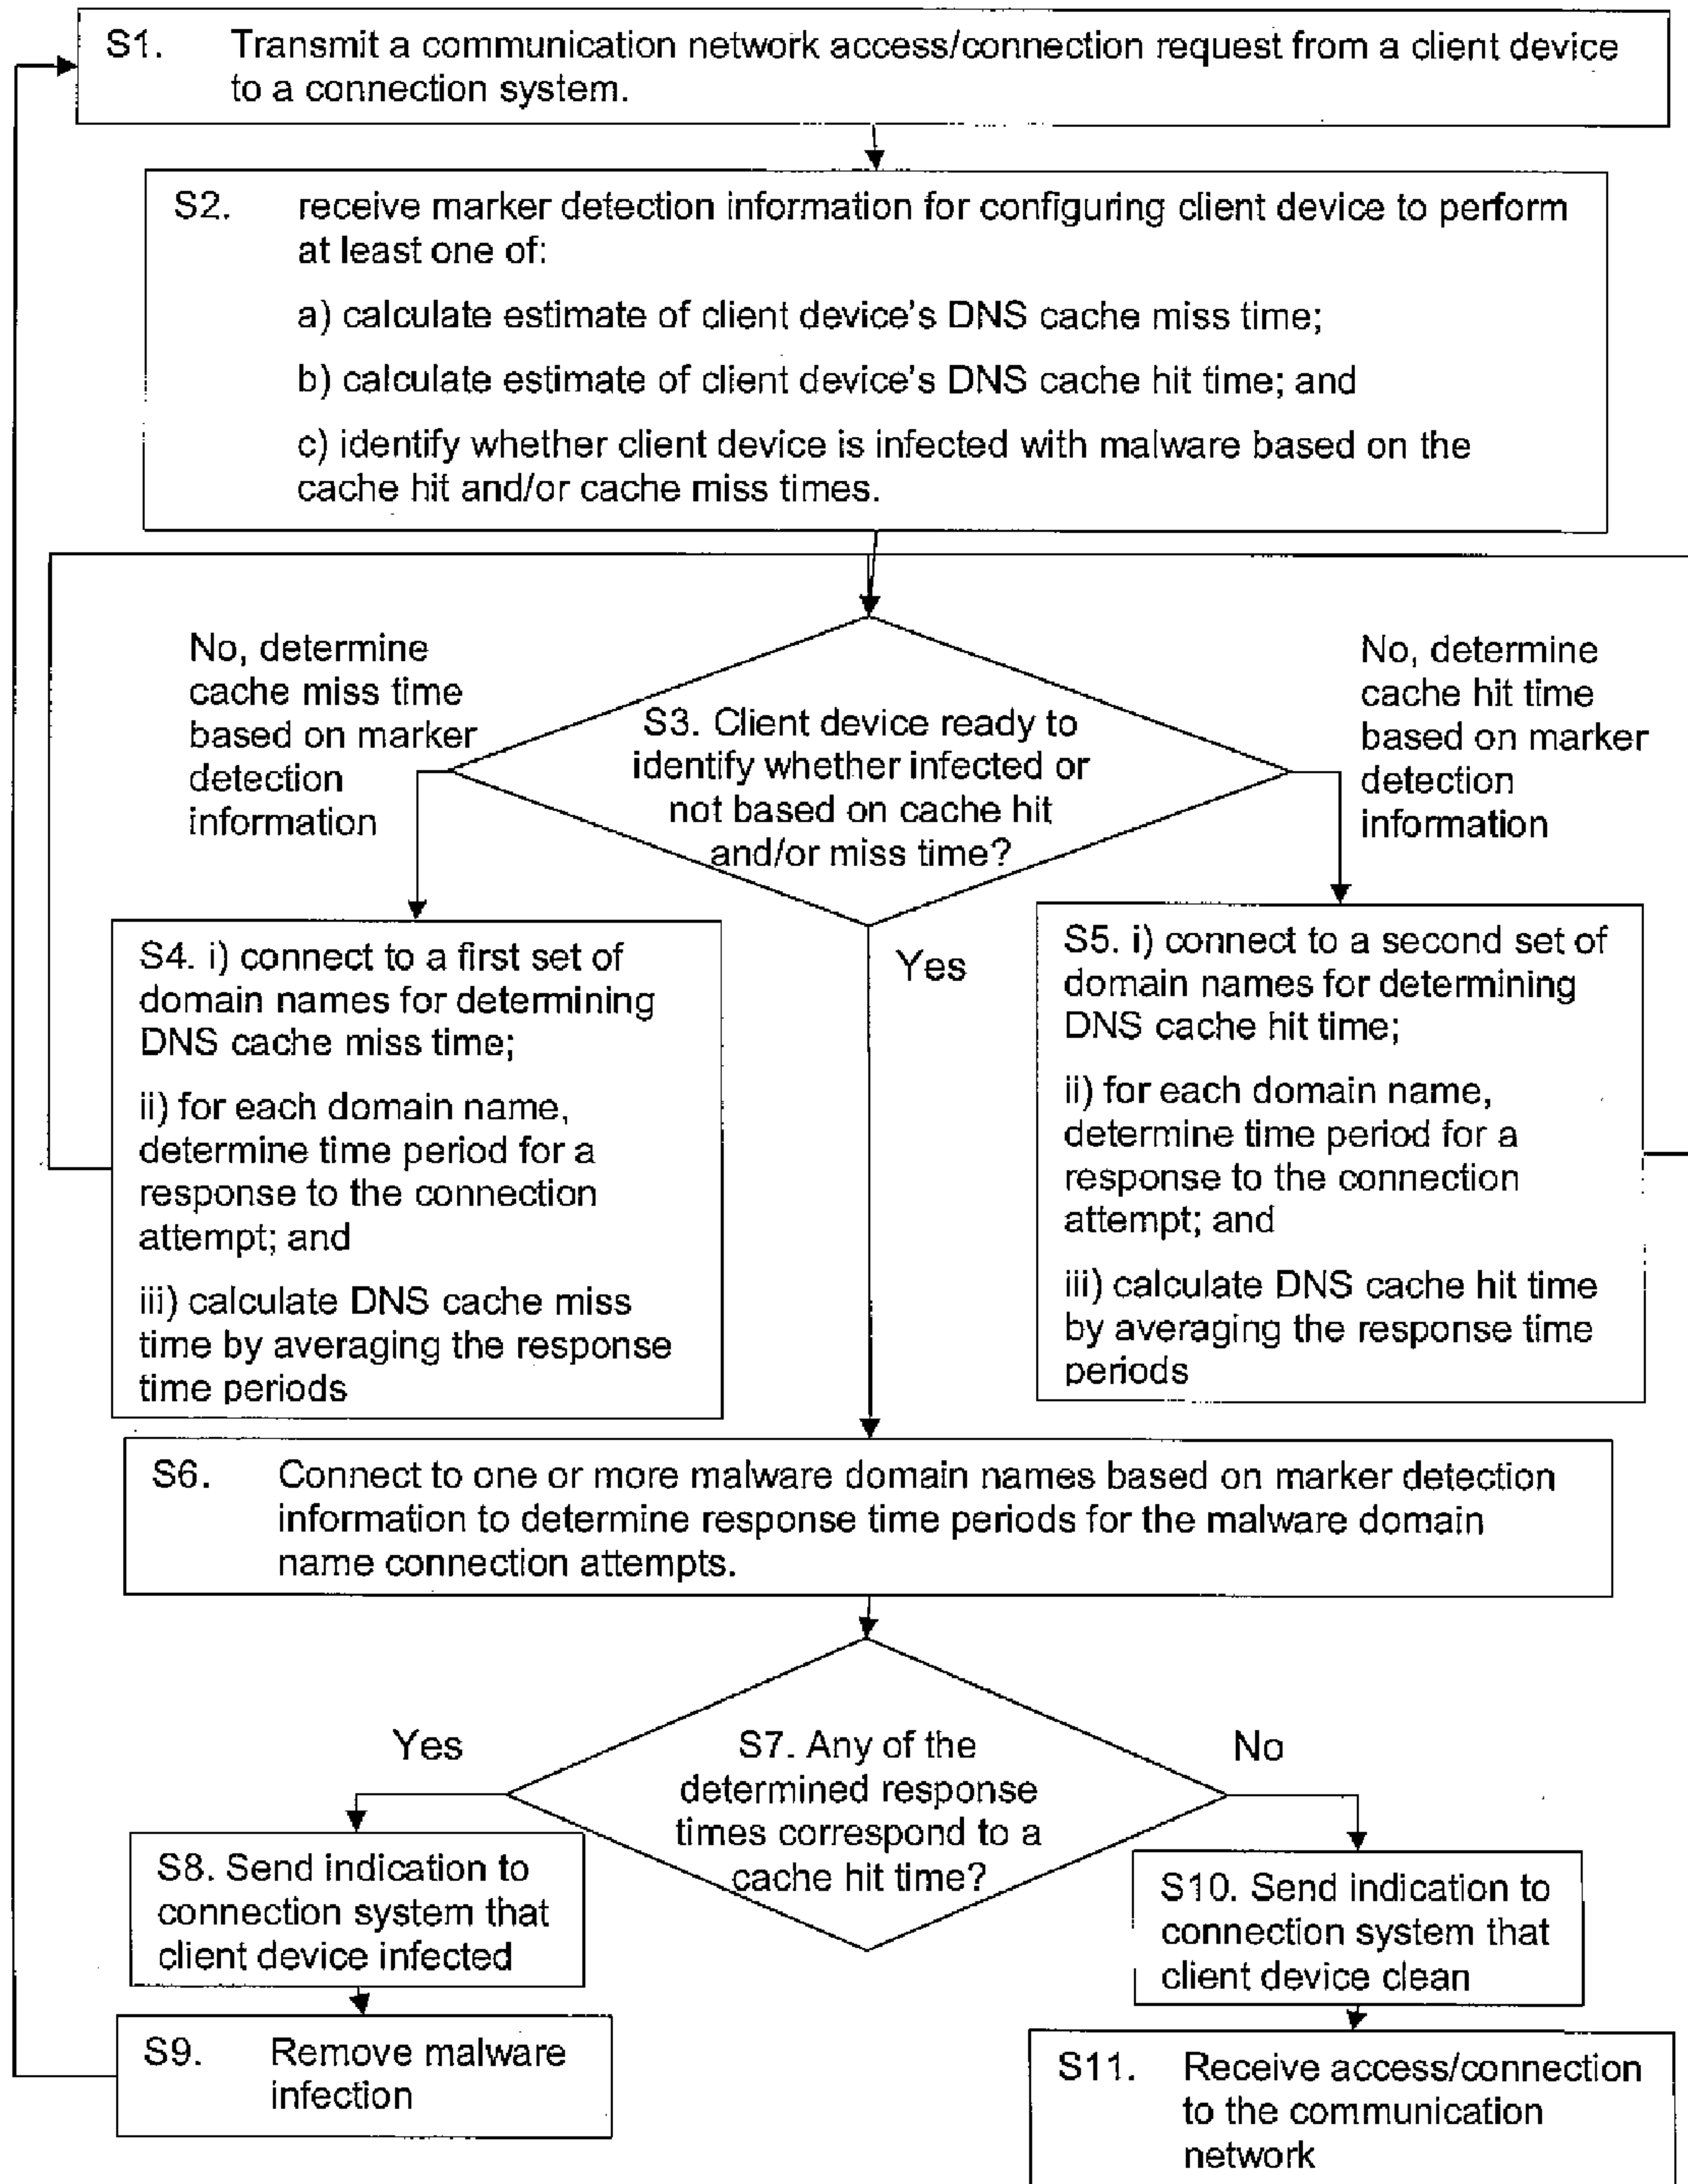 S1. Transmit a communication network access/connection request from a client device
to a connection system.
S2. receive marker detection information for configuring client device to perform
at least one of:
a) calculate estimate of client device's DNS cache miss time;
b) calculate estimate of client device's DNS cache hit time; and
c) identify whether client device is infected with malware based on the
cache hit and/or cache miss times.
No, determine
cache miss time
based on marker
detection
information
S3. Client device ready to
identify whether infected or
not based on cache hit
and/or miss time?
No, determine
cache hit time
based on marker
detection
information
S4. i) connect to a first set of
domain names for determining
DNS cache miss time;
ii) for each domain name,
determine time period for a
response to the connection
attempt; and
iii) calculate DNS cache miss
time by averaging the response
time periods
Yes
S5. i) connect to a second set of
domain names for determining
DNS cache hit time;
ii) for each domain name,
determine time period for a
response to the connection
attempt; and
iii) calculate DNS cache hit time
by averaging the response time
periods
S6. Connect to one or more malware domain names based on marker detection
information to determine response time periods for the malware domain
name connection attempts.
Yes
S7. Any of the
determined response
times correspond to a
cache hit time?
No
S8. Send indication to
connection system that
client device infected
S10. Send indication to
connection system that
client device clean
S9. Remove malware
infection
S11. Receive access/connection
to the communication
network